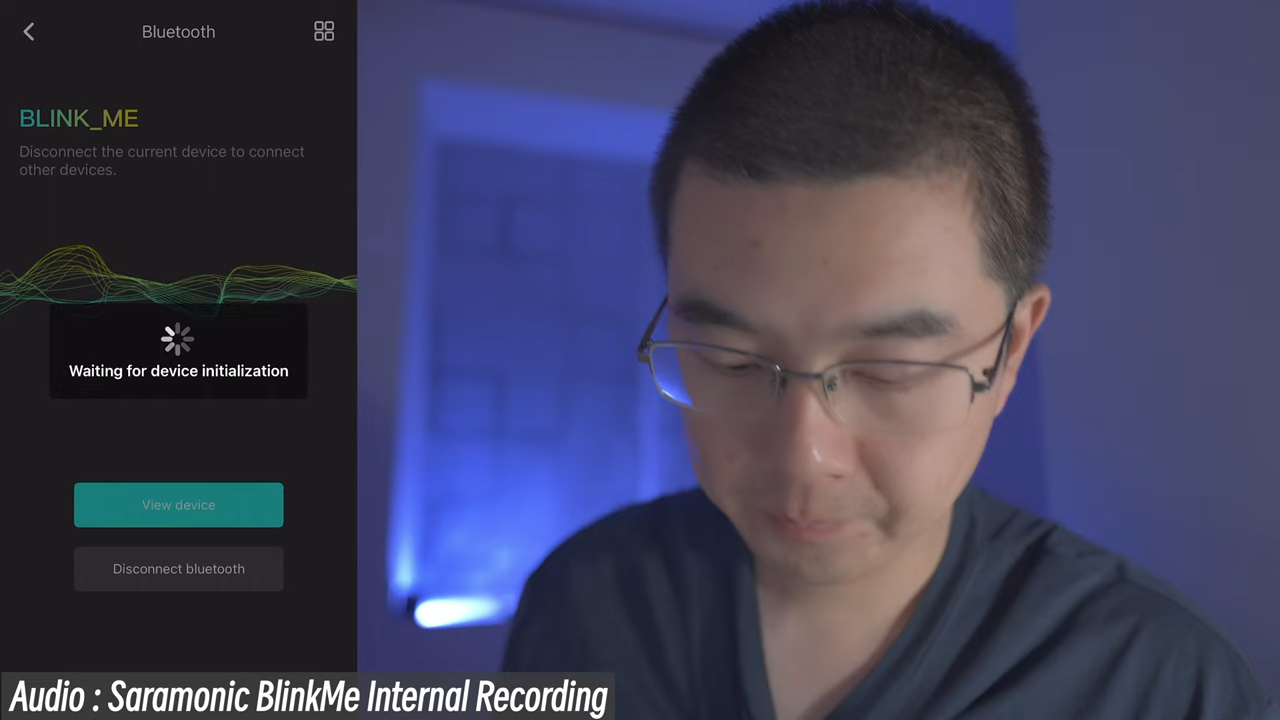 Bluetooth
BLINK_ME
Disconnect the current device to connect
other devices.
Waiting for device initialization
View device
Disconnect bluetooth
Audio : Saramonic BlinkMe Internal Recording